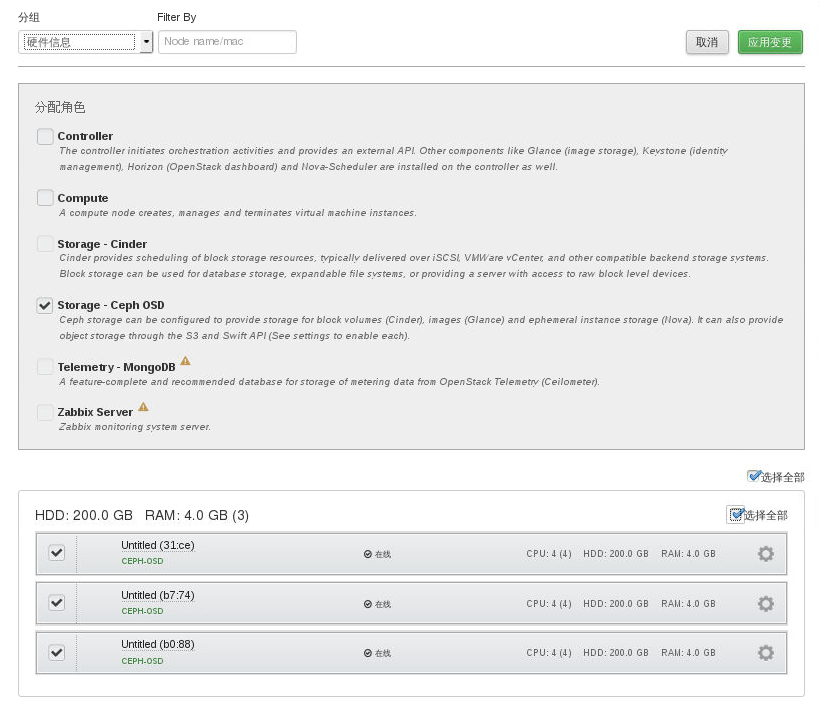 分组
Filter By
硬件信息
Node name/mac
取消
应用变更
分配角色
Controller
The controller initiates orchestration activities and provides an external API. Other components like Glance (image storage), Keystone (identity
management), Horizon (OpenStack dashboard) and Nova-Scheduler are installed on the controller as well.
Compute
A compute node creates, manages and terminates virtual machine instances.
Storage - Cinder
Cinder provides scheduling of block storage resources, typically delivered over iSCSI, VMWare vCenter, and other compatible backend storage systems.
Block storage can be used for database storage, expandable file systems, or providing a server with access to raw block level devices.
Storage - Ceph OSD
Ceph storage can be configured to provide storage for block volumes (Cinder), images (Glance) and ephemeral instance storage (Nova). It can also provide
object storage through the S3 and Swift API (See settings to enable each).
Telemetry - MongoDB
A feature-complete and recommended database for storage of metering data from OpenStack Telemetry (Ceilometer).
Zabbix Server
Zabbix monitoring system server.
选择全部
HDD: 200.0 GB RAM: 4.0 GB (3)
选择全部
Untitled (31:ce)
CEPH-OSD
在线
CPU: 4 (4) HDD: 200.0 GB RAM: 4.0 GB
Untitled (b7:74)
CEPH-OSD
在线
CPU: 4 (4) HDD: 200.0 GB RAM: 4.0 GB
Untitled (b0:88)
CEPH-OSD
在线
CPU: 4 (4) HDD: 200.0 GB RAM: 4.0 GB